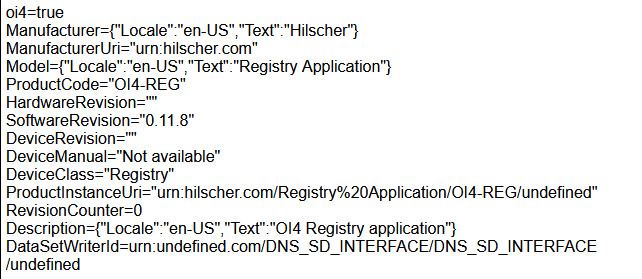 oi4=true
Manufacturer={"Locale":"en-US","Text":"Hilscher"}
ManufacturerUri="urn:hilscher.com"
Model={"Locale":"en-US","Text":"Registry Application"}
ProductCode="OI4-REG"
HardwareRevision=""
SoftwareRevision="0.11.8"
DeviceRevision=""
DeviceManual="Not available"
DeviceClass="Registry"
ProductInstanceUri="urn:hilscher.com/Registry%20Application/OI4-REG/undefined"
RevisionCounter=0
Description={"Locale":"en-US","Text":"OI4 Registry application"}
DataSetWriterId=urn:undefined.com/DNS_SD_INTERFACE/DNS_SD_INTERFACE
/undefined